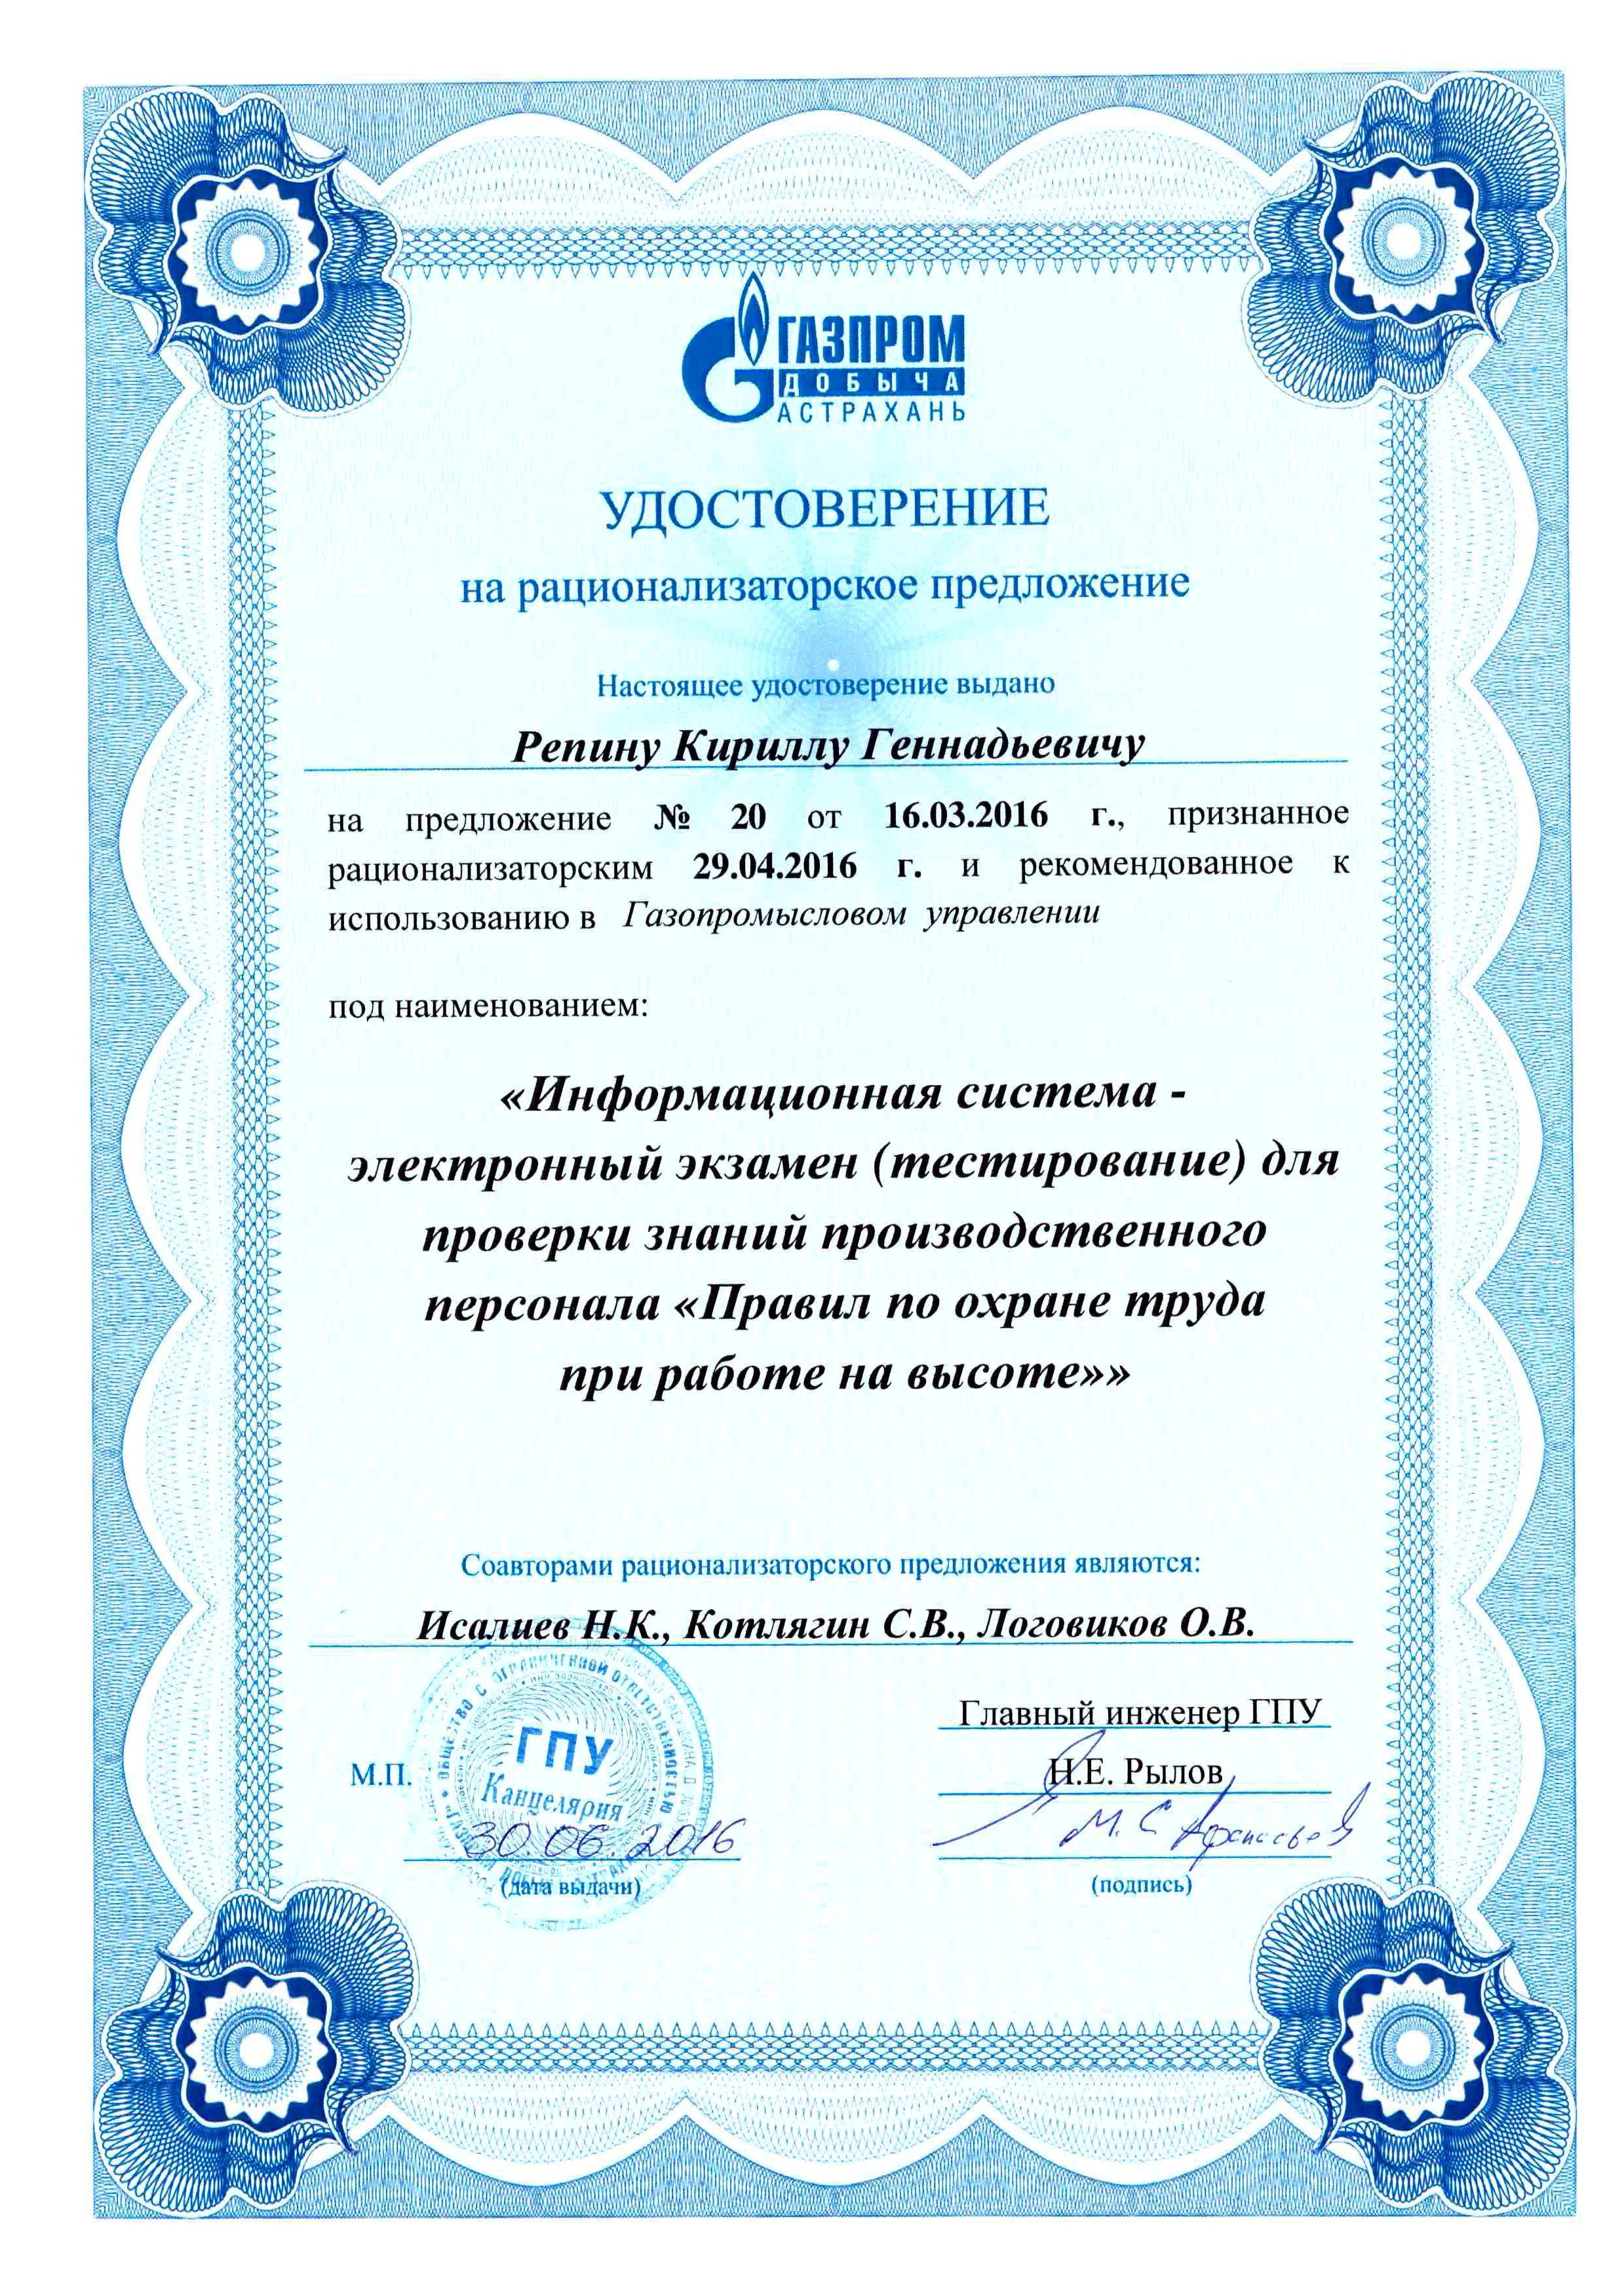 ГАЗПРОМ
ДОБЫЧА
АСТРАХАНЬ
УДОСТОВЕРЕНИЕ
на рационализаторское предложение
Настоящее удостоверение выдано
Репину Кириллу Геннадьевичу
на предложение № 20 от 16.03.2016 г., признанное
рационализаторским 29.04.2016 г. и рекомендованное к
использованию в Газопромысловом управлении
под наименованием:
«Информационная система -
электронный экзамен (тестирование) для
проверки знаний производственного
персонала «Правил по охране труда
при работе на высоте»»
Соавторами рационализаторского предложения являются:
Исалиев Н.К., Котлягин С.В., Логовиков О.В.
Главный инженер ГПУ
Н.Е. Рылов
М.П.
ОБЩЕСТВО С ОГРАНИЧЕННОЙ ОТВЕТСТВЕННОСТЬЮ
ГПУ
Канцелярия
30.06.2016
(дата выдачи)
М.С.
(подпись)